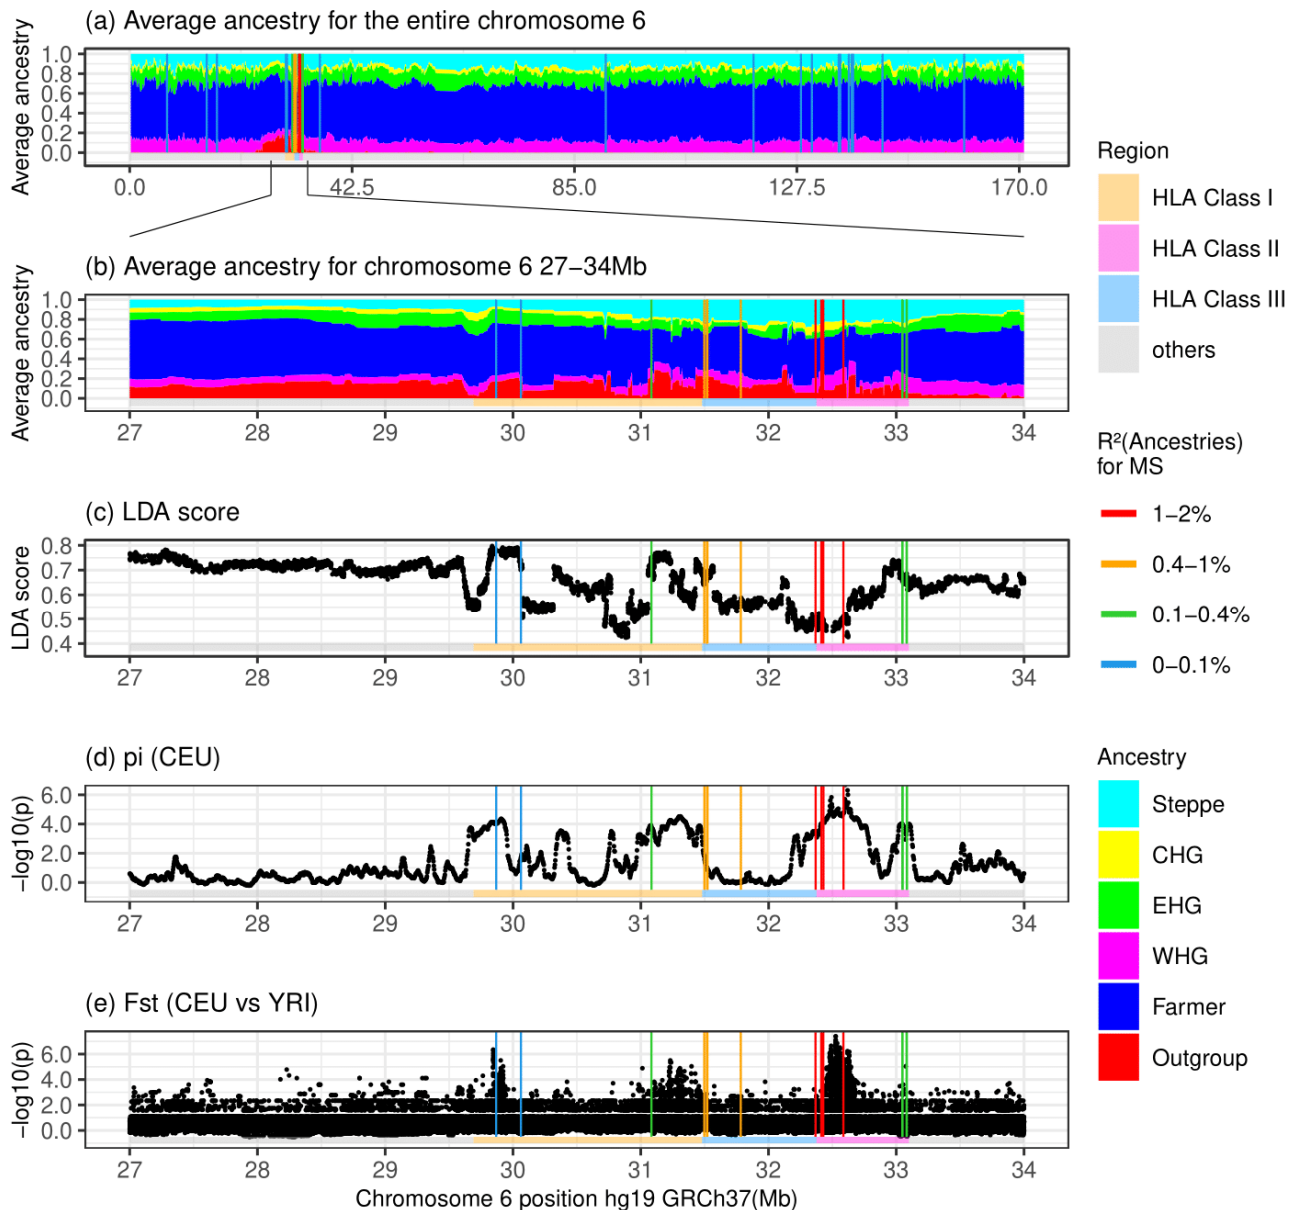 (a) Average ancestry for the entire chromosome 6
Average ancestry
1.0
0.8
0.6
0.4
0.2
0.0
0.0 42.5 85.0 127.5 170.0
(b) Average ancestry for chromosome 6 27−34Mb
Average ancestry
1.0
0.8
0.6
0.4
0.2
0.0
27 28 29 30 31 32 33 34
(c) LDA score
LDA score
0.8
0.7
0.6
0.5
0.4
27 28 29 30 31 32 33 34
(d) pi (CEU)
−log10(p)
6.0
4.0
2.0
0.0
27 28 29 30 31 32 33 34
(e) Fst (CEU vs YRI)
−log10(p)
6.0
4.0
2.0
0.0
27 28 29 30 31 32 33 34
Chromosome 6 position hg19 GRCh37(Mb)
Region
HLA Class I
HLA Class II
HLA Class III
others
R²(Ancestries)
for MS
1−2%
0.4−1%
0.1−0.4%
0−0.1%
Ancestry
Steppe
CHG
EHG
WHG
Farmer
Outgroup